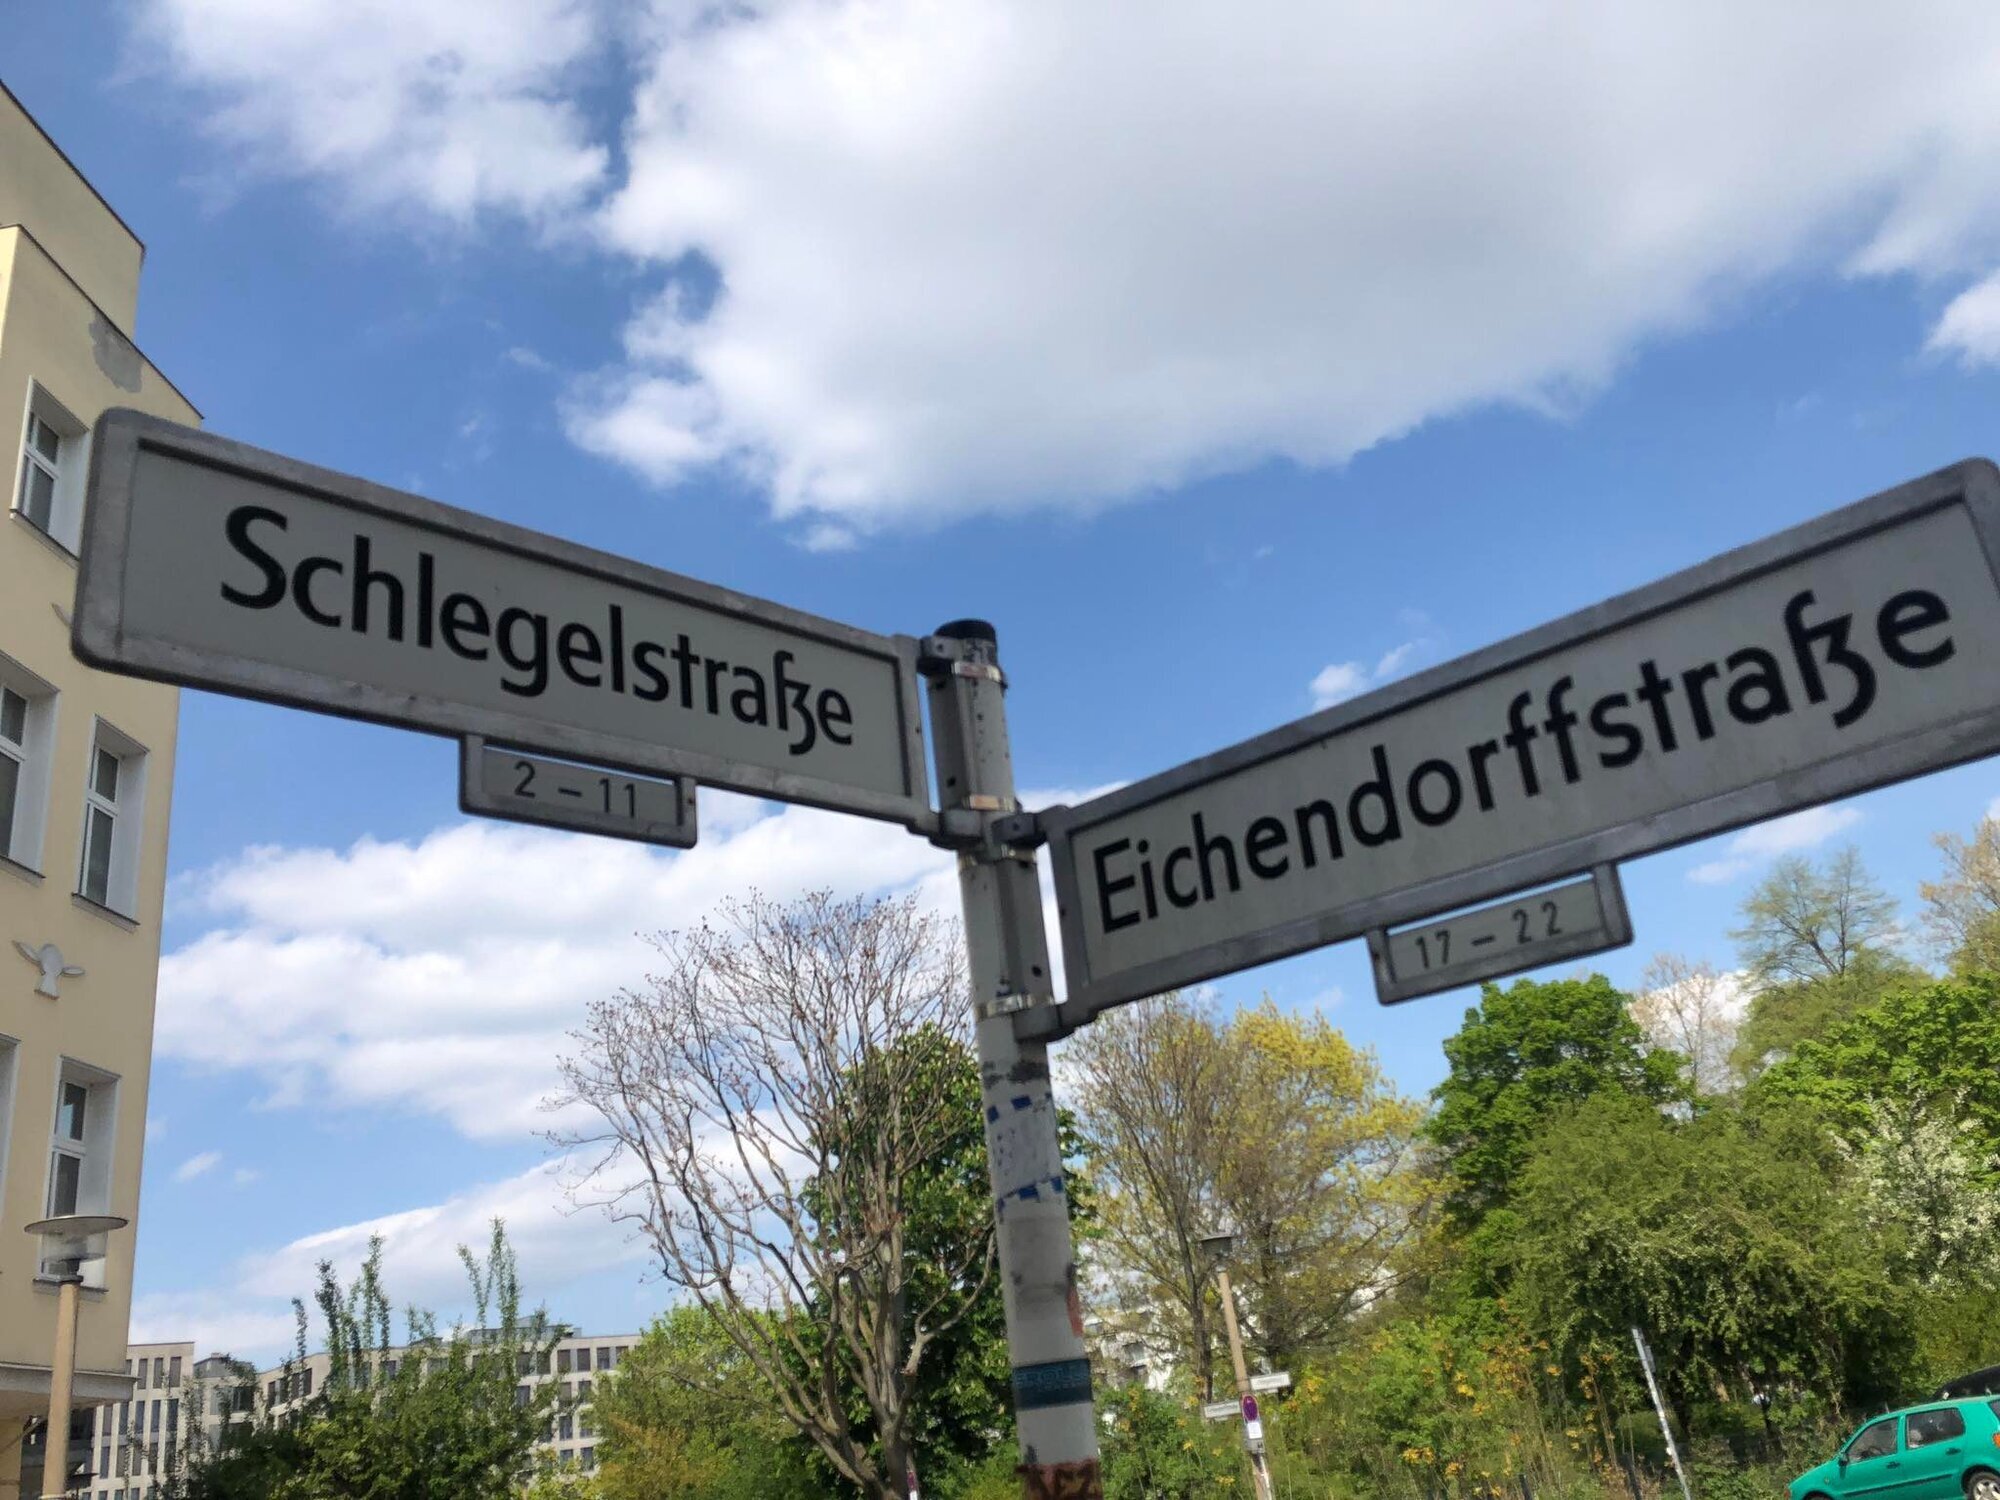 Schlegelstraße
2 – 11
Eichendorffstraße
17 – 22